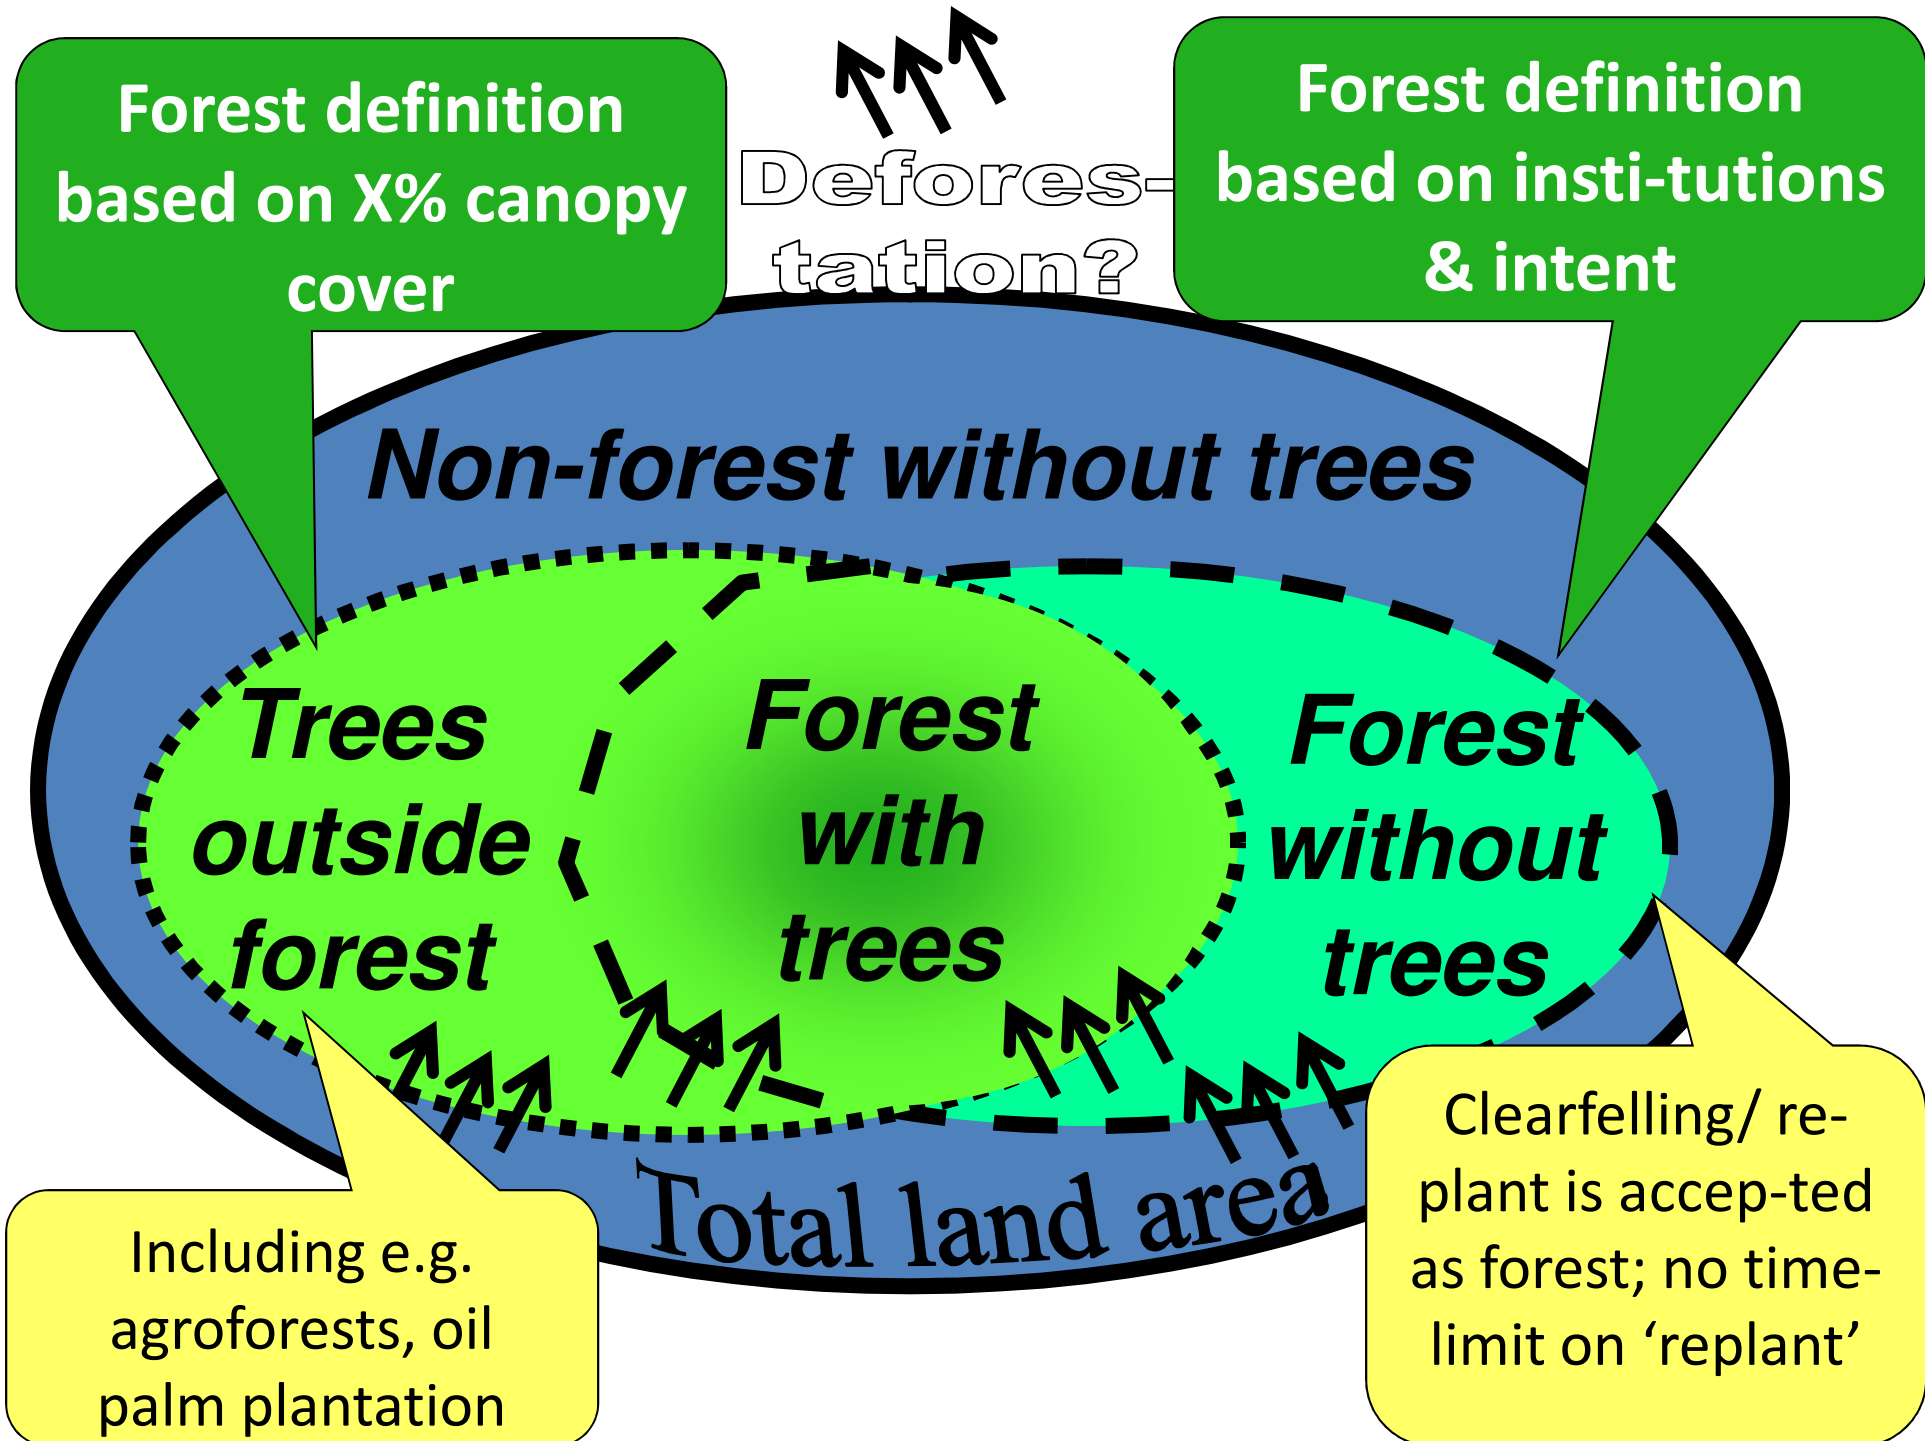 Forest definition
based on X% canopy
cover
Defores-
tation?
Forest definition
based on insti-tutions
& intent
Non-forest without trees
Trees
outside
forest
Forest
with
trees
Forest
without
trees
Total land area
Including e.g.
agroforests, oil
palm plantation
Clearfelling/ re-
plant is accep-ted
as forest; no time-
limit on ‘replant’